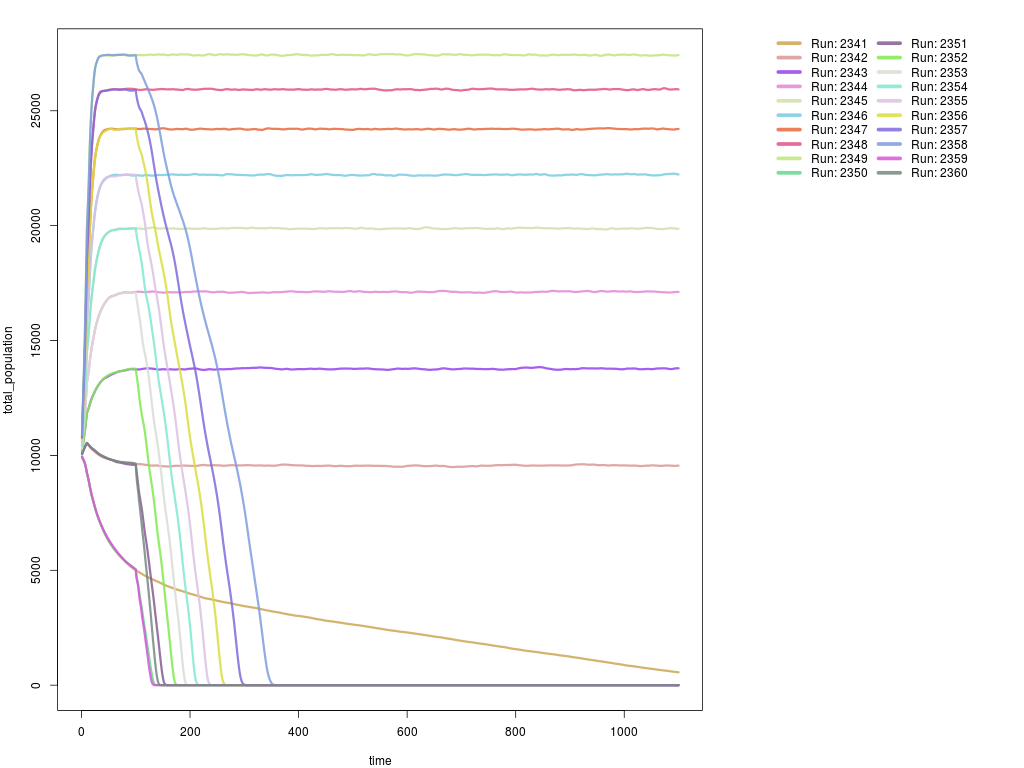 total_population
25000
20000
15000
10000
5000
0
0 200 400 600 800 1000
time
Run: 2341 Run: 2351
Run: 2342 Run: 2352
Run: 2343 Run: 2353
Run: 2344 Run: 2354
Run: 2345 Run: 2355
Run: 2346 Run: 2356
Run: 2347 Run: 2357
Run: 2348 Run: 2358
Run: 2349 Run: 2359
Run: 2350 Run: 2360